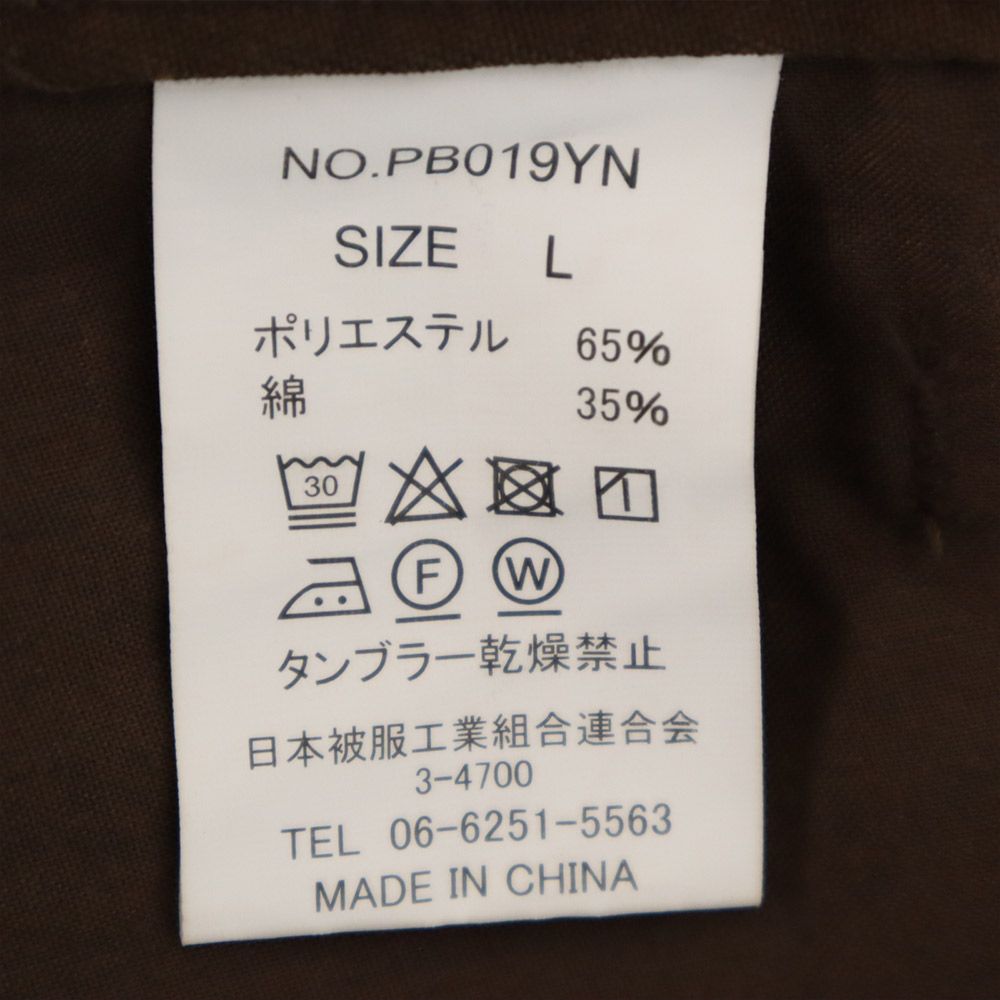 NO.PB019YN
SIZE L
ポリエステル 65%
綿 35%
30
F W
タンブラー乾燥禁止
日本被服工業組合連合会
3-4700
TEL 06-6251-5563
MADE IN CHINA